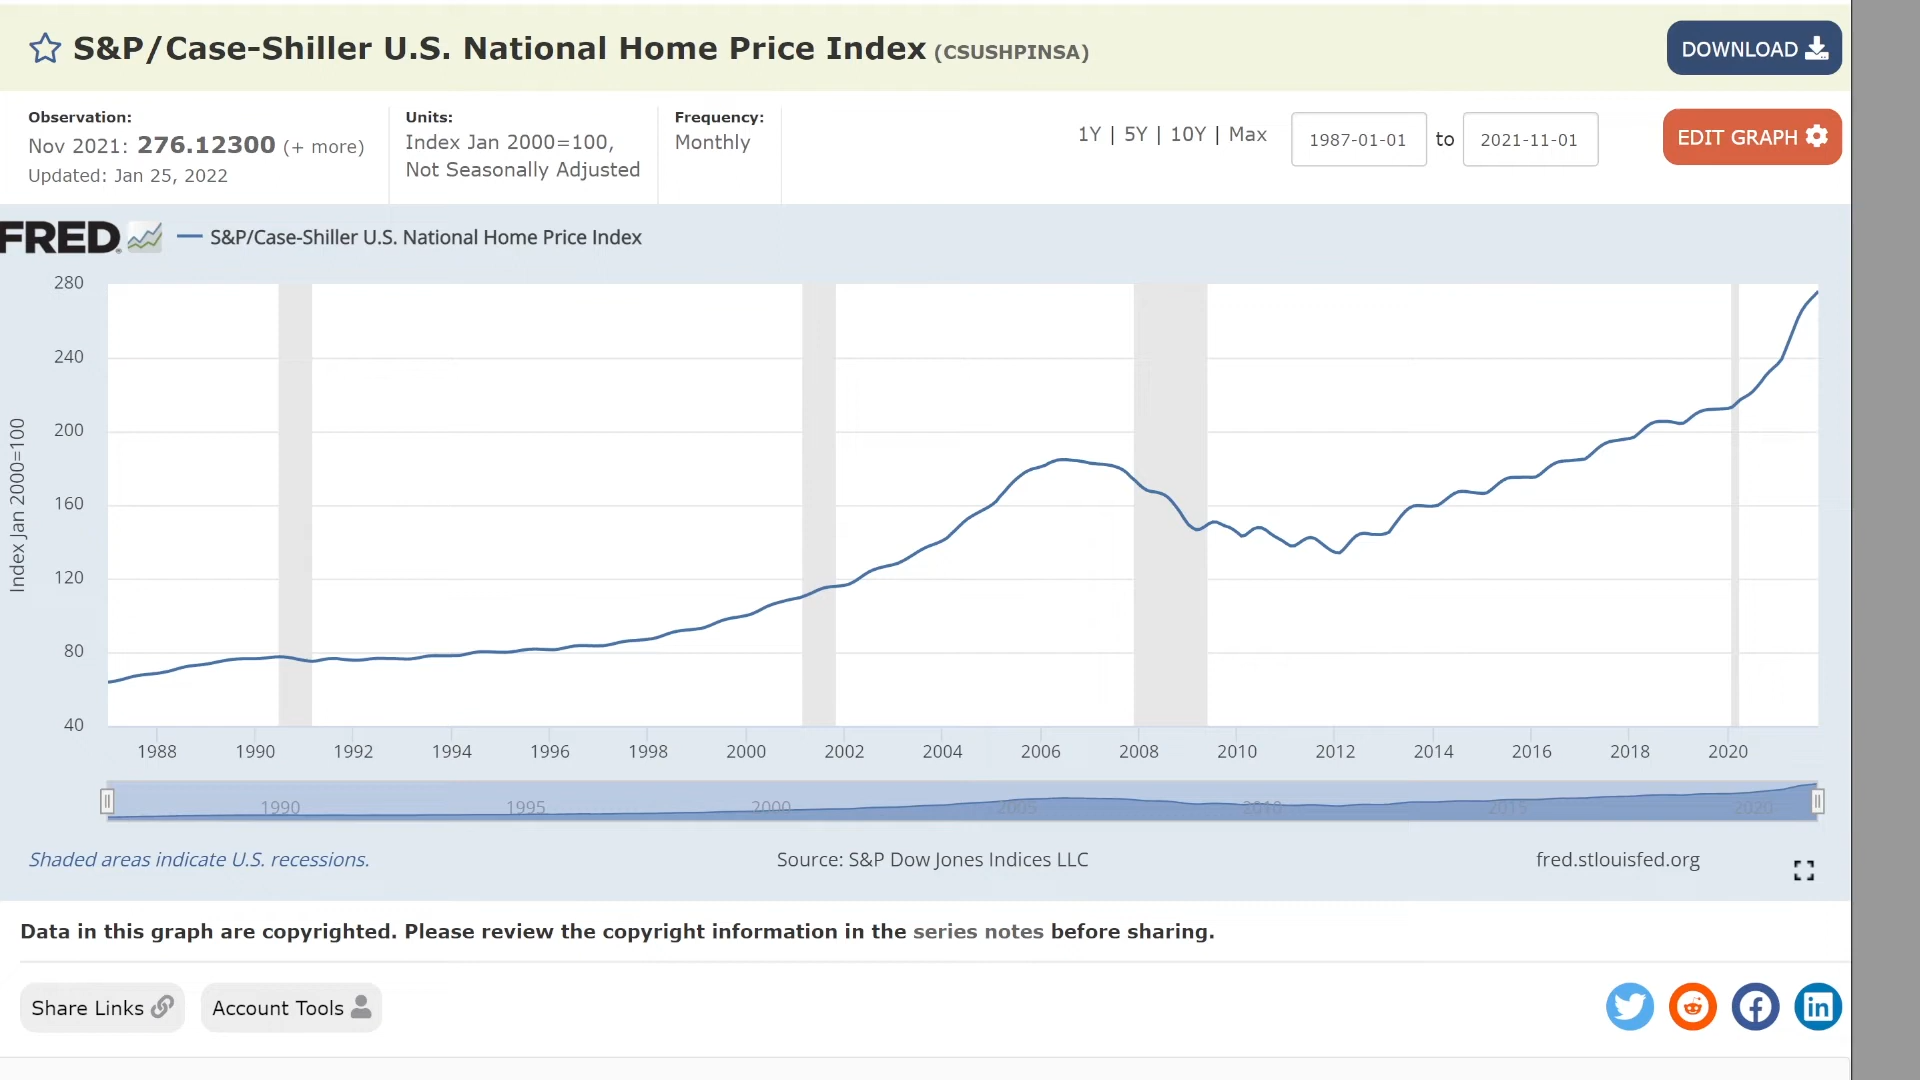 S&P/Case-Shiller U.S. National Home Price Index (CSUSHPINSA)
DOWNLOAD
Observation:
Nov 2021: 276.12300 (+ more)
Updated: Jan 25, 2022
Units:
Index Jan 2000=100,
Not Seasonally Adjusted
Frequency:
Monthly
1Y | 5Y | 10Y | Max
1987-01-01 to 2021-11-01
EDIT GRAPH
FRED
S&P/Case-Shiller U.S. National Home Price Index
Index Jan 2000=100
280
240
200
160
120
80
40
1988 1990 1992 1994 1996 1998 2000 2002 2004 2006 2008 2010 2012 2014 2016 2018 2020
1990 1995 2000 2005 2010 2015 2020
Shaded areas indicate U.S. recessions.
Source: S&P Dow Jones Indices LLC
fred.stlouisfed.org
Data in this graph are copyrighted. Please review the copyright information in the series notes before sharing.
Share Links
Account Tools
in